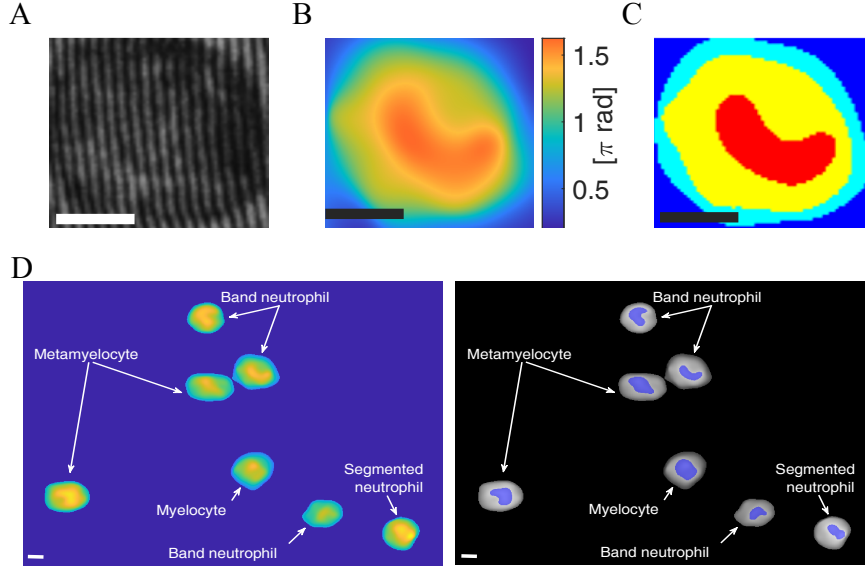 A
B
C
1.5
1
0.5
[π rad]
D
Band neutrophil
Metamyelocyte
Segmented
neutrophil
Myelocyte
Band neutrophil
Band neutrophil
Metamyelocyte
Segmented
neutrophil
Myelocyte
Band neutrophil